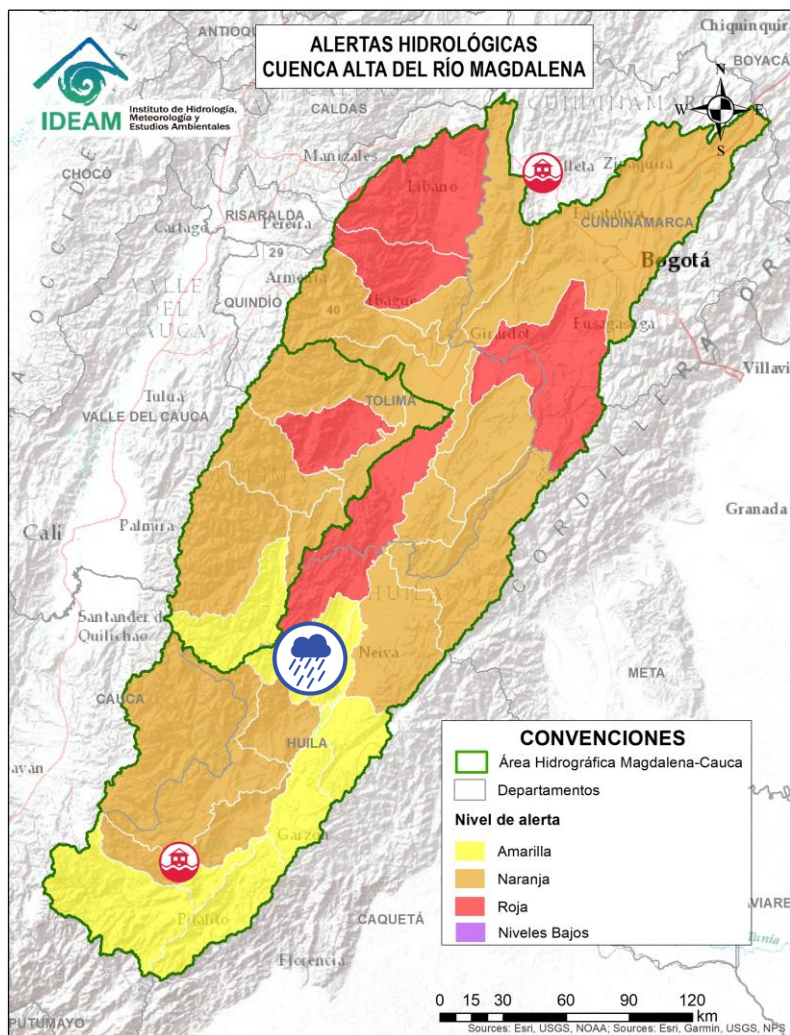 ALERTAS HIDROLÓGICAS
CUENCA ALTA DEL RÍO MAGDALENA
IDEAM
Instituto de Hidrología,
Meteorología y
Estudios Ambientales
N
W
E
S
Chiquinquirá
BOYACÁ
CALDAS
Manizales
Líbano
CHOCÓ
RISARALDA
Pereira
Cartago
CUNDINAMARCA
Bogotá
29
Armenia
QUINDÍO
40
Ibagué
Girardot
Fusagasugá
VALLE
DEL
CAUCA
Tuluá
VALLE DEL CAUCA
TOLIMA
Granada
Cali
Palmira
CORDILLERA
HUILA
Santander de
Quilichao
Neiva
META
CAUCA
HUILA
Garzón
Pitalito
CAQUETÁ
Florencia
PUTUMAYO
CONVENCIONES
Área Hidrográfica Magdalena-Cauca
Departamentos
Nivel de alerta
Amarilla
Naranja
Roja
Niveles Bajos
VIARE
Tunía
0 15 30 60 90 120
km
Sources: Esri, USGS, NOAA; Sources: Esri, Garmin, USGS, NPS